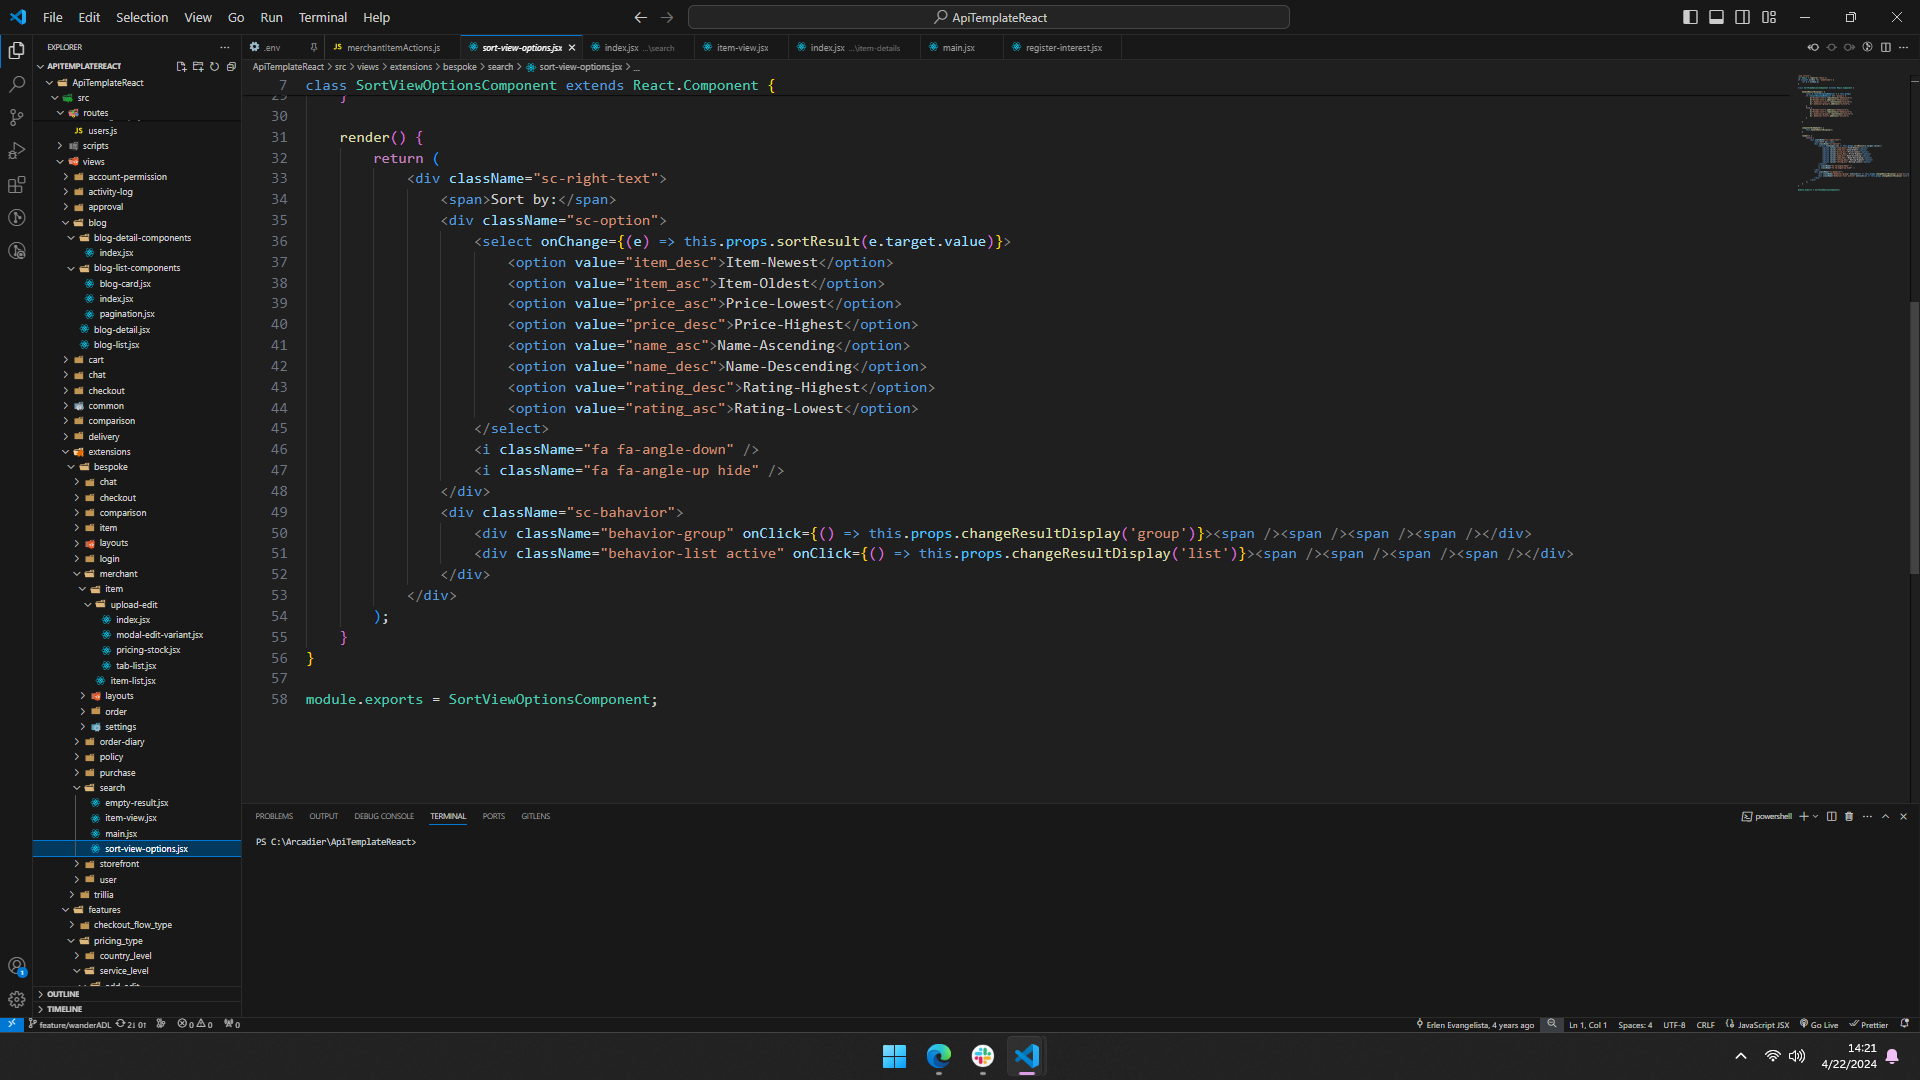 File Edit Selection View Go Run Terminal Help
ApiTemplateReact
EXPLORER
APITEMPLATEREACT
ApiTemplateReact
src
routes
users.js
scripts
views
account-permission
activity-log
approval
blog
blog-detail-components
index.jsx
blog-list-components
blog-card.jsx
index.jsx
pagination.jsx
blog-detail.jsx
blog-list.jsx
cart
chat
checkout
common
comparison
delivery
extensions
bespoke
chat
checkout
comparison
item
layouts
login
merchant
item
upload-edit
index.jsx
modal-edit-variant.jsx
pricing-stock.jsx
tab-list.jsx
item-list.jsx
layouts
order
settings
order-diary
policy
purchase
search
empty-result.jsx
item-view.jsx
main.jsx
sort-view-options.jsx
storefront
user
trillia
features
checkout_flow_type
pricing_type
country_level
service_level
OUTLINE
TIMELINE
.env JS merchantItemActions.js sort-view-options.jsx index.jsx ...\search item-view.jsx index.jsx ...\item-details main.jsx register-interest.jsx
ApiTemplateReact > src > views > extensions > bespoke > search > sort-view-options.jsx > ...
7 class SortViewOptionsComponent extends React.Component {
29 }
30
31 render() {
32 return (
33 <div className="sc-right-text">
34 <span>Sort by:</span>
35 <div className="sc-option">
36 <select onChange={(e) => this.props.sortResult(e.target.value)}>
37 <option value="item_desc">Item-Newest</option>
38 <option value="item_asc">Item-Oldest</option>
39 <option value="price_asc">Price-Lowest</option>
40 <option value="price_desc">Price-Highest</option>
41 <option value="name_asc">Name-Ascending</option>
42 <option value="name_desc">Name-Descending</option>
43 <option value="rating_desc">Rating-Highest</option>
44 <option value="rating_asc">Rating-Lowest</option>
45 </select>
46 <i className="fa fa-angle-down" />
47 <i className="fa fa-angle-up hide" />
48 </div>
49 <div className="sc-bahavior">
50 <div className="behavior-group" onClick={() => this.props.changeResultDisplay('group')}><span /><span /><span /><span /></div>
51 <div className="behavior-list active" onClick={() => this.props.changeResultDisplay('list')}><span /><span /><span /><span /></div>
52 </div>
53 </div>
54 );
55 }
56 }
57
58 module.exports = SortViewOptionsComponent;
PROBLEMS OUTPUT DEBUG CONSOLE TERMINAL PORTS GITLENS
powershell
PS C:\Arcadier\ApiTemplateReact>
feature/wanderADL 2↓ 0↑ 0 0 0
Erlen Evangelista, 4 years ago Ln 1, Col 1 Spaces: 4 UTF-8 CRLF JavaScript JSX Go Live Prettier
14:21
4/22/2024